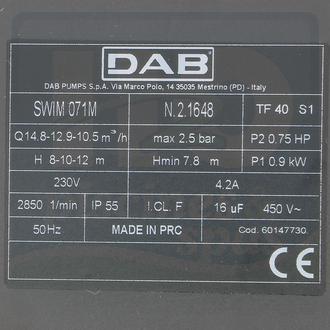 DAB
DAB PUMPS S.p.A. Via Marco Polo, 14 35035 Mestrino (PD) - Italy
SWIM 071M N.2.1648 TF 40 S1
Q14.8-12.9-10.5 m³/h max 2.5 bar P2 0.75 HP
H 8-10-12 m Hmin 7.8 m P1 0.9 kW
230V 4.2A
2850 1/min IP 55 I.CL. F 16 uF 450 V~
50Hz MADE IN PRC Cod. 60147730
CE